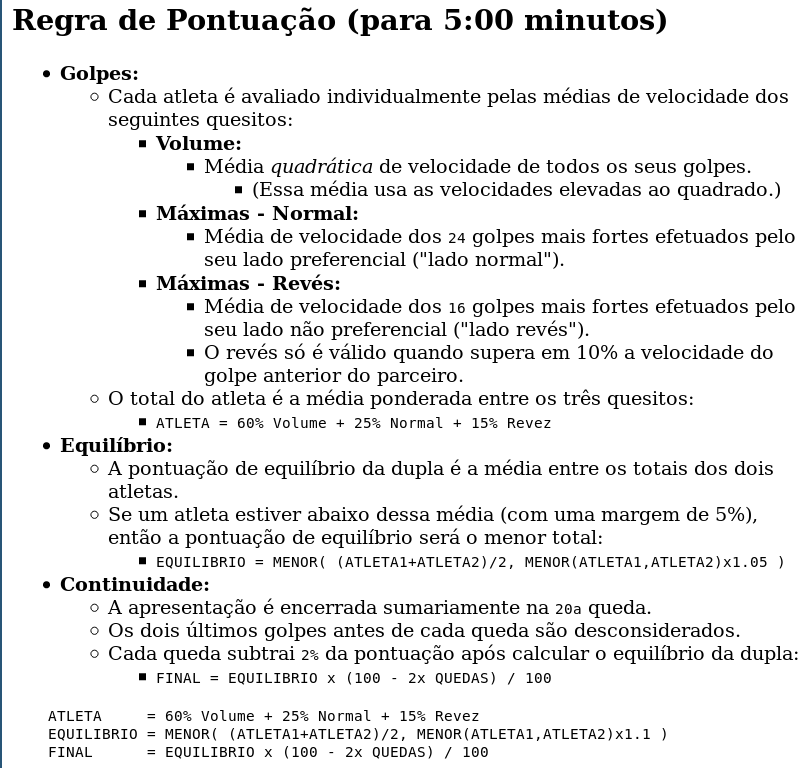 Regra de Pontuação (para 5:00 minutos)
• Golpes:
○ Cada atleta é avaliado individualmente pelas médias de velocidade dos
seguintes quesitos:
▪ Volume:
▪ Média quadrática de velocidade de todos os seus golpes.
▪ (Essa média usa as velocidades elevadas ao quadrado.)
▪ Máximas - Normal:
▪ Média de velocidade dos 24 golpes mais fortes efetuados pelo
seu lado preferencial ("lado normal").
▪ Máximas - Revés:
▪ Média de velocidade dos 16 golpes mais fortes efetuados pelo
seu lado não preferencial ("lado revés").
▪ O revés só é válido quando supera em 10% a velocidade do
golpe anterior do parceiro.
○ O total do atleta é a média ponderada entre os três quesitos:
▪ ATLETA = 60% Volume + 25% Normal + 15% Revez
• Equilíbrio:
○ A pontuação de equilíbrio da dupla é a média entre os totais dos dois
atletas.
○ Se um atleta estiver abaixo dessa média (com uma margem de 5%),
então a pontuação de equilíbrio será o menor total:
▪ EQUILIBRIO = MENOR( (ATLETA1+ATLETA2)/2, MENOR(ATLETA1,ATLETA2)x1.05 )
• Continuidade:
○ A apresentação é encerrada sumariamente na 20a queda.
○ Os dois últimos golpes antes de cada queda são desconsiderados.
○ Cada queda subtrai 2% da pontuação após calcular o equilíbrio da dupla:
▪ FINAL = EQUILIBRIO x (100 - 2x QUEDAS) / 100
ATLETA     = 60% Volume + 25% Normal + 15% Revez
EQUILIBRIO = MENOR( (ATLETA1+ATLETA2)/2, MENOR(ATLETA1,ATLETA2)x1.1 )
FINAL      = EQUILIBRIO x (100 - 2x QUEDAS) / 100